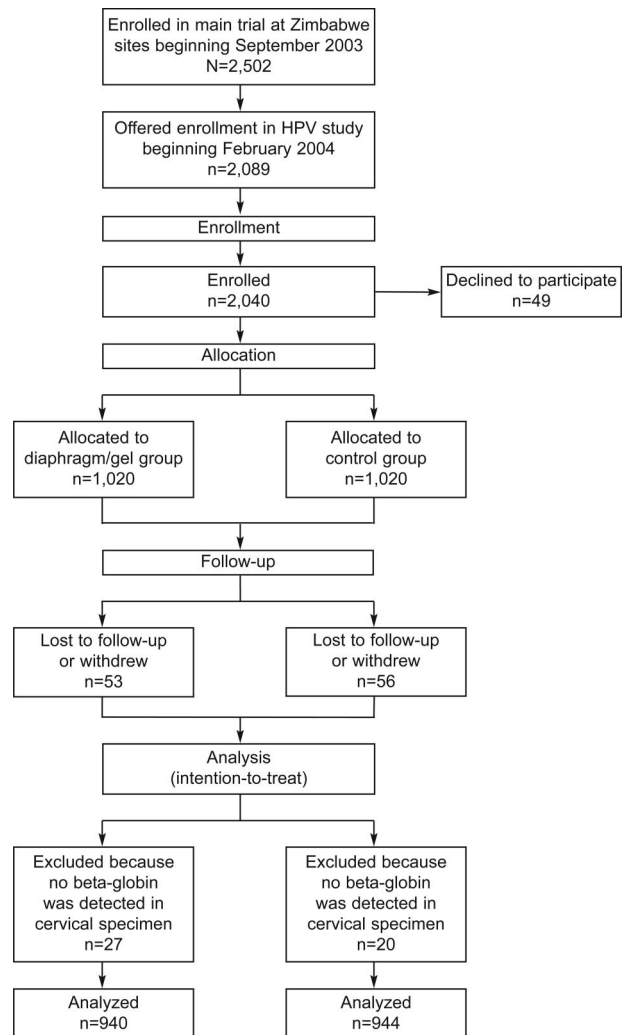 Enrolled in main trial at Zimbabwe
sites beginning September 2003
N=2,502
Offered enrollment in HPV study
beginning February 2004
n=2,089
Enrollment
Enrolled
n=2,040
Declined to participate
n=49
Allocation
Allocated to
diaphragm/gel group
n=1,020
Allocated to
control group
n=1,020
Follow-up
Lost to follow-up
or withdrew
n=53
Lost to follow-up
or withdrew
n=56
Analysis
(intention-to-treat)
Excluded because
no beta-globin
was detected in
cervical specimen
n=27
Excluded because
no beta-globin
was detected in
cervical specimen
n=20
Analyzed
n=940
Analyzed
n=944